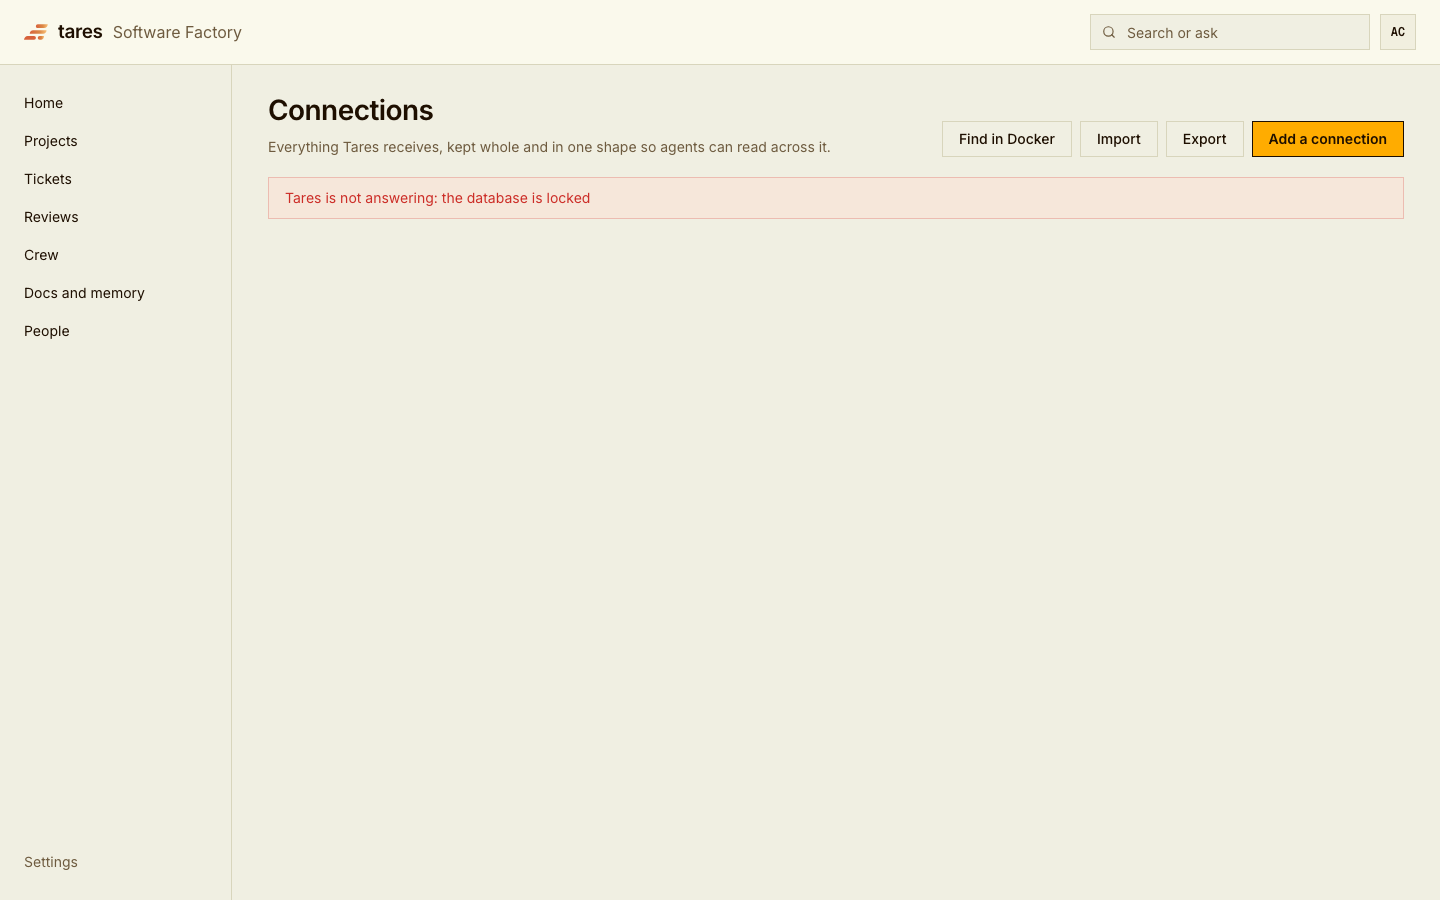 tares Software Factory
Search or ask
AC
Home
Projects
Tickets
Reviews
Crew
Docs and memory
People
Settings
Connections
Everything Tares receives, kept whole and in one shape so agents can read across it.
Find in Docker
Import
Export
Add a connection
Tares is not answering: the database is locked